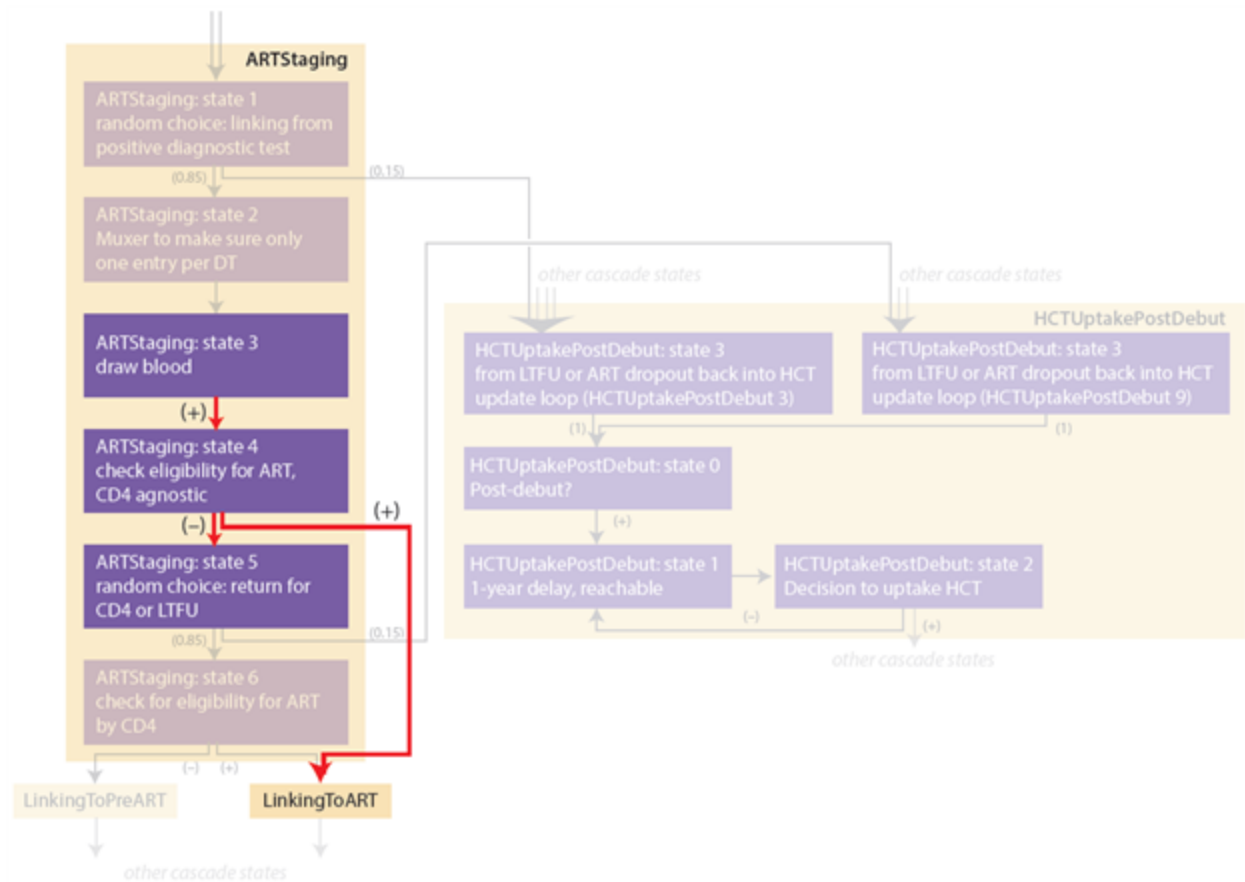 ARTStaging
ARTStaging: state 1
random choice: linking from
positive diagnostic test
(0.85)
(0.15)
ARTStaging: state 2
Muxer to make sure only
one entry per DT
ARTStaging: state 3
draw blood
(+)
ARTStaging: state 4
check eligibility for ART,
CD4 agnostic
(−)
(+)
ARTStaging: state 5
random choice: return for
CD4 or LTFU
(0.85)
(0.15)
ARTStaging: state 6
check for eligibility for ART
by CD4
(−)
(+)
LinkingToPreART
LinkingToART
other cascade states
other cascade states
other cascade states
HCTUptakePostDebut
HCTUptakePostDebut: state 3
from LTFU or ART dropout back into HCT
update loop (HCTUptakePostDebut 3)
HCTUptakePostDebut: state 3
from LTFU or ART dropout back into HCT
update loop (HCTUptakePostDebut 9)
(1)
(1)
HCTUptakePostDebut: state 0
Post-debut?
(+)
HCTUptakePostDebut: state 1
1-year delay, reachable
HCTUptakePostDebut: state 2
Decision to uptake HCT
(−)
(+)
other cascade states